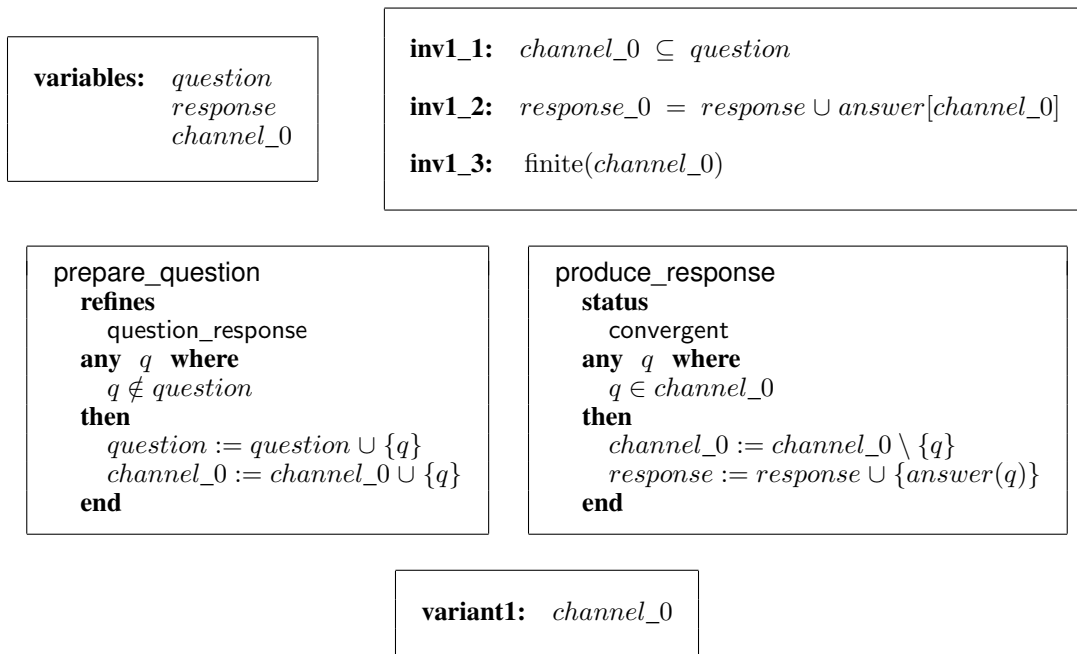 variables: question
response
channel_0
inv1_1: channel_0 ⊆ question
inv1_2: response_0 = response ∪ answer[channel_0]
inv1_3: finite(channel_0)
prepare_question
refines
question_response
any q where
q ∉ question
then
question := question ∪ {q}
channel_0 := channel_0 ∪ {q}
end
produce_response
status
convergent
any q where
q ∈ channel_0
then
channel_0 := channel_0 \ {q}
response := response ∪ {answer(q)}
end
variant1: channel_0